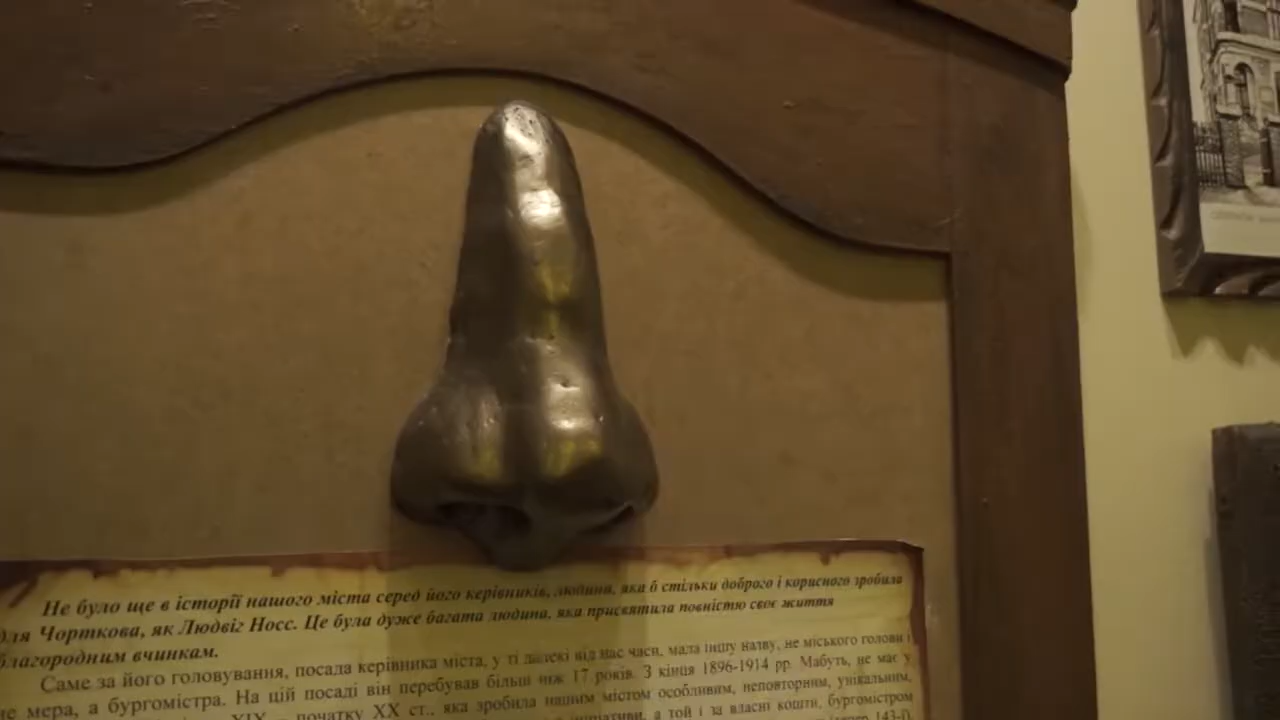 Не було ще в історії нашого міста серед його керівників, людини, яка б стільки доброго і корисного зробила
для Чорткова, як Людвіг Носс. Це була дуже багата людина, яка присвятила повністю своє життя
благородним вчинкам.
Саме за його головування, посада керівника міста, у ті далекі від нас часи, мала іншу назву, не міського голови і
не мера, а бургомістра. На цій посаді він перебував більш ніж 17 років. З кінця 1896-1914 рр. Мабуть, не має у
XIX – початку XX ст., яка зробила нашим містом особливим, неповторним, унікальним,
а той і за власні кошти, бургомістром